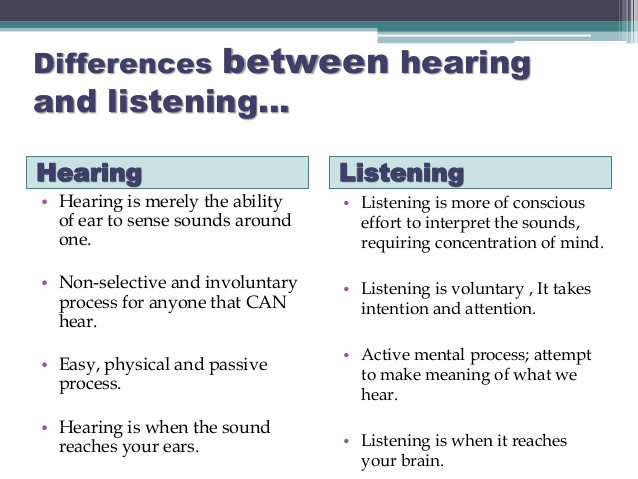 Differences between hearing
and listening...
Hearing
• Hearing is merely the ability
of ear to sense sounds around
one.
• Non-selective and involuntary
process for anyone that CAN
hear.
• Easy, physical and passive
process.
• Hearing is when the sound
reaches your ears.
Listening
• Listening is more of conscious
effort to interpret the sounds,
requiring concentration of mind.
• Listening is voluntary , It takes
intention and attention.
• Active mental process; attempt
to make meaning of what we
hear.
• Listening is when it reaches
your brain.